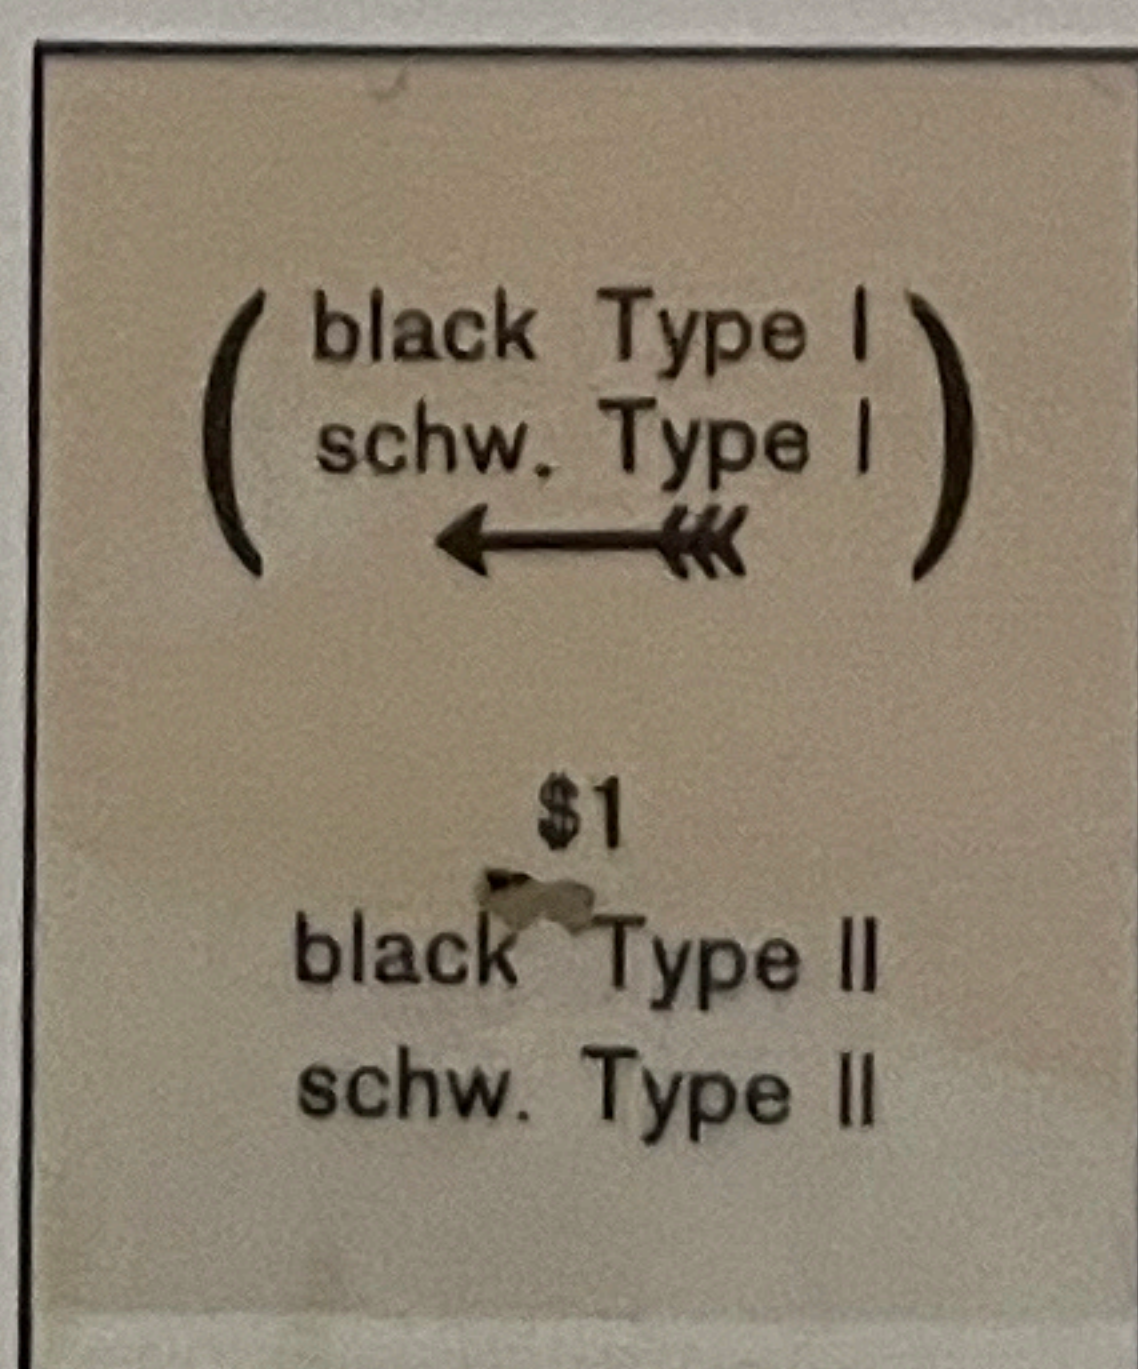 ( black Type I
schw. Type I )
$1
black Type II
schw. Type II